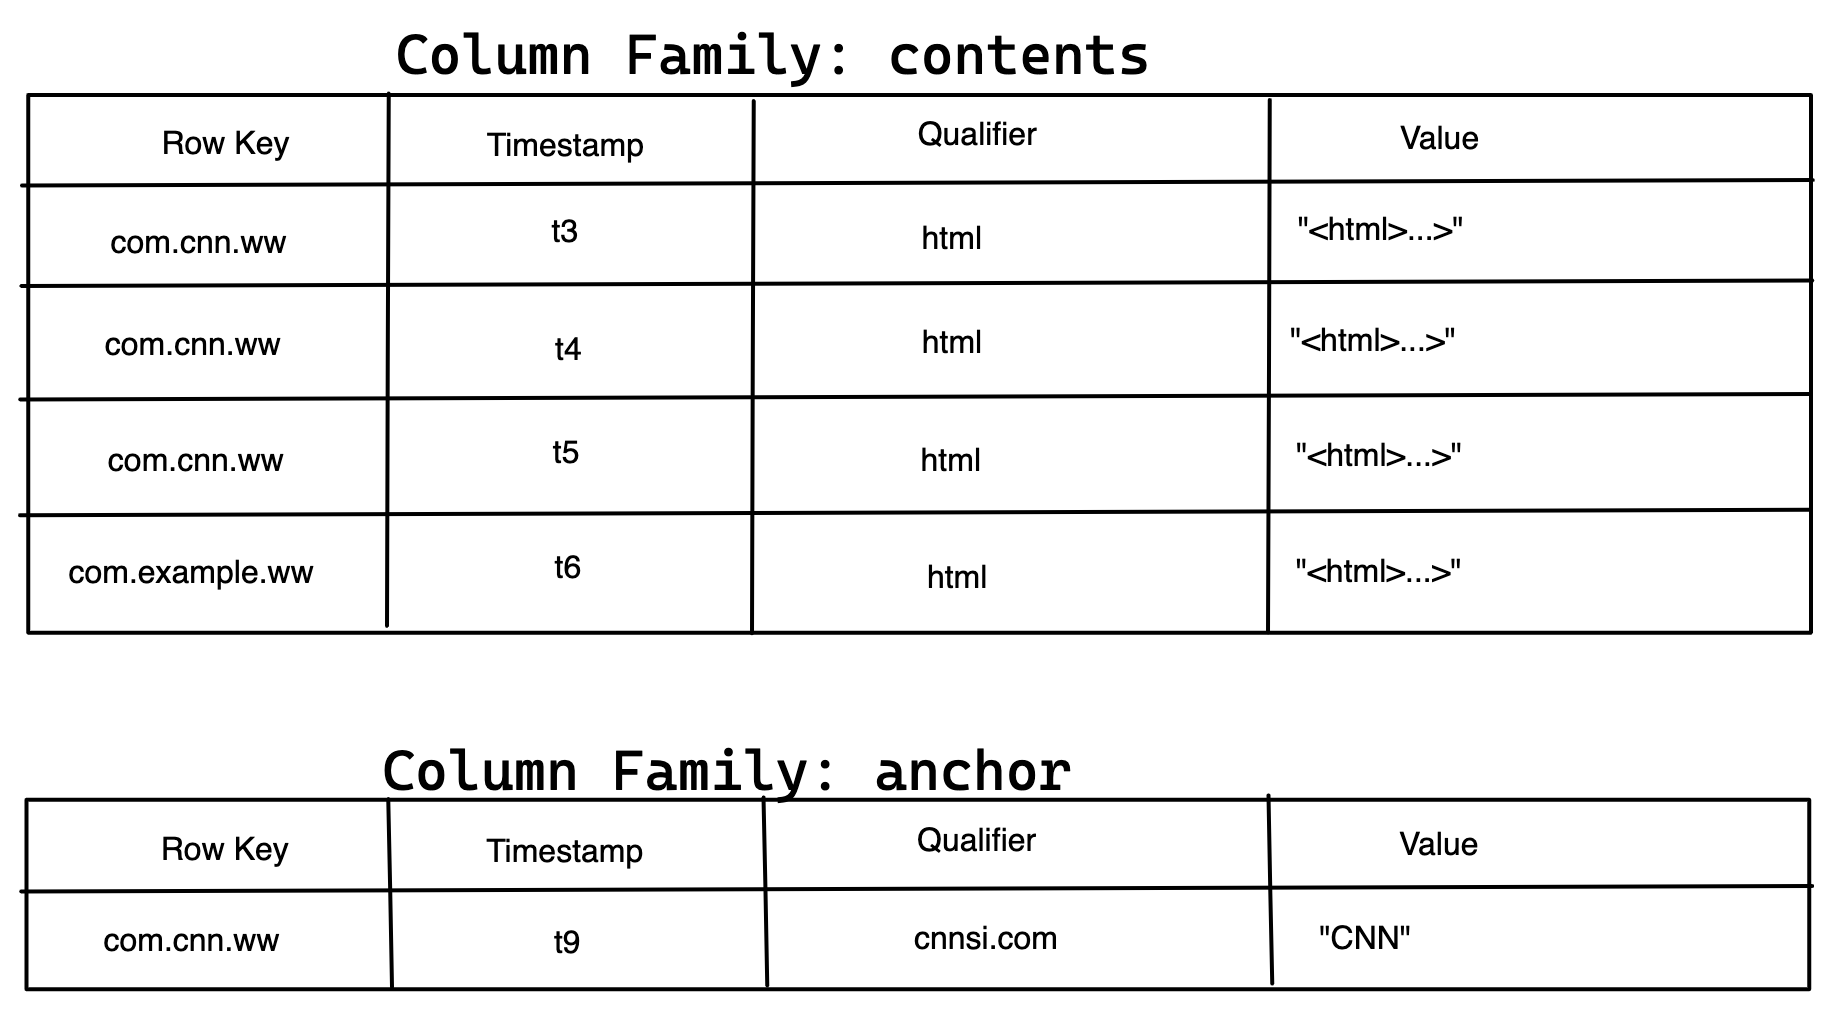 Column Family: contents
Row Key Timestamp Qualifier Value
com.cnn.ww t3 html "<html>...>"
com.cnn.ww t4 html "<html>...>"
com.cnn.ww t5 html "<html>...>"
com.example.ww t6 html "<html>...>"
Column Family: anchor
Row Key Timestamp Qualifier Value
com.cnn.ww t9 cnnsi.com "CNN"